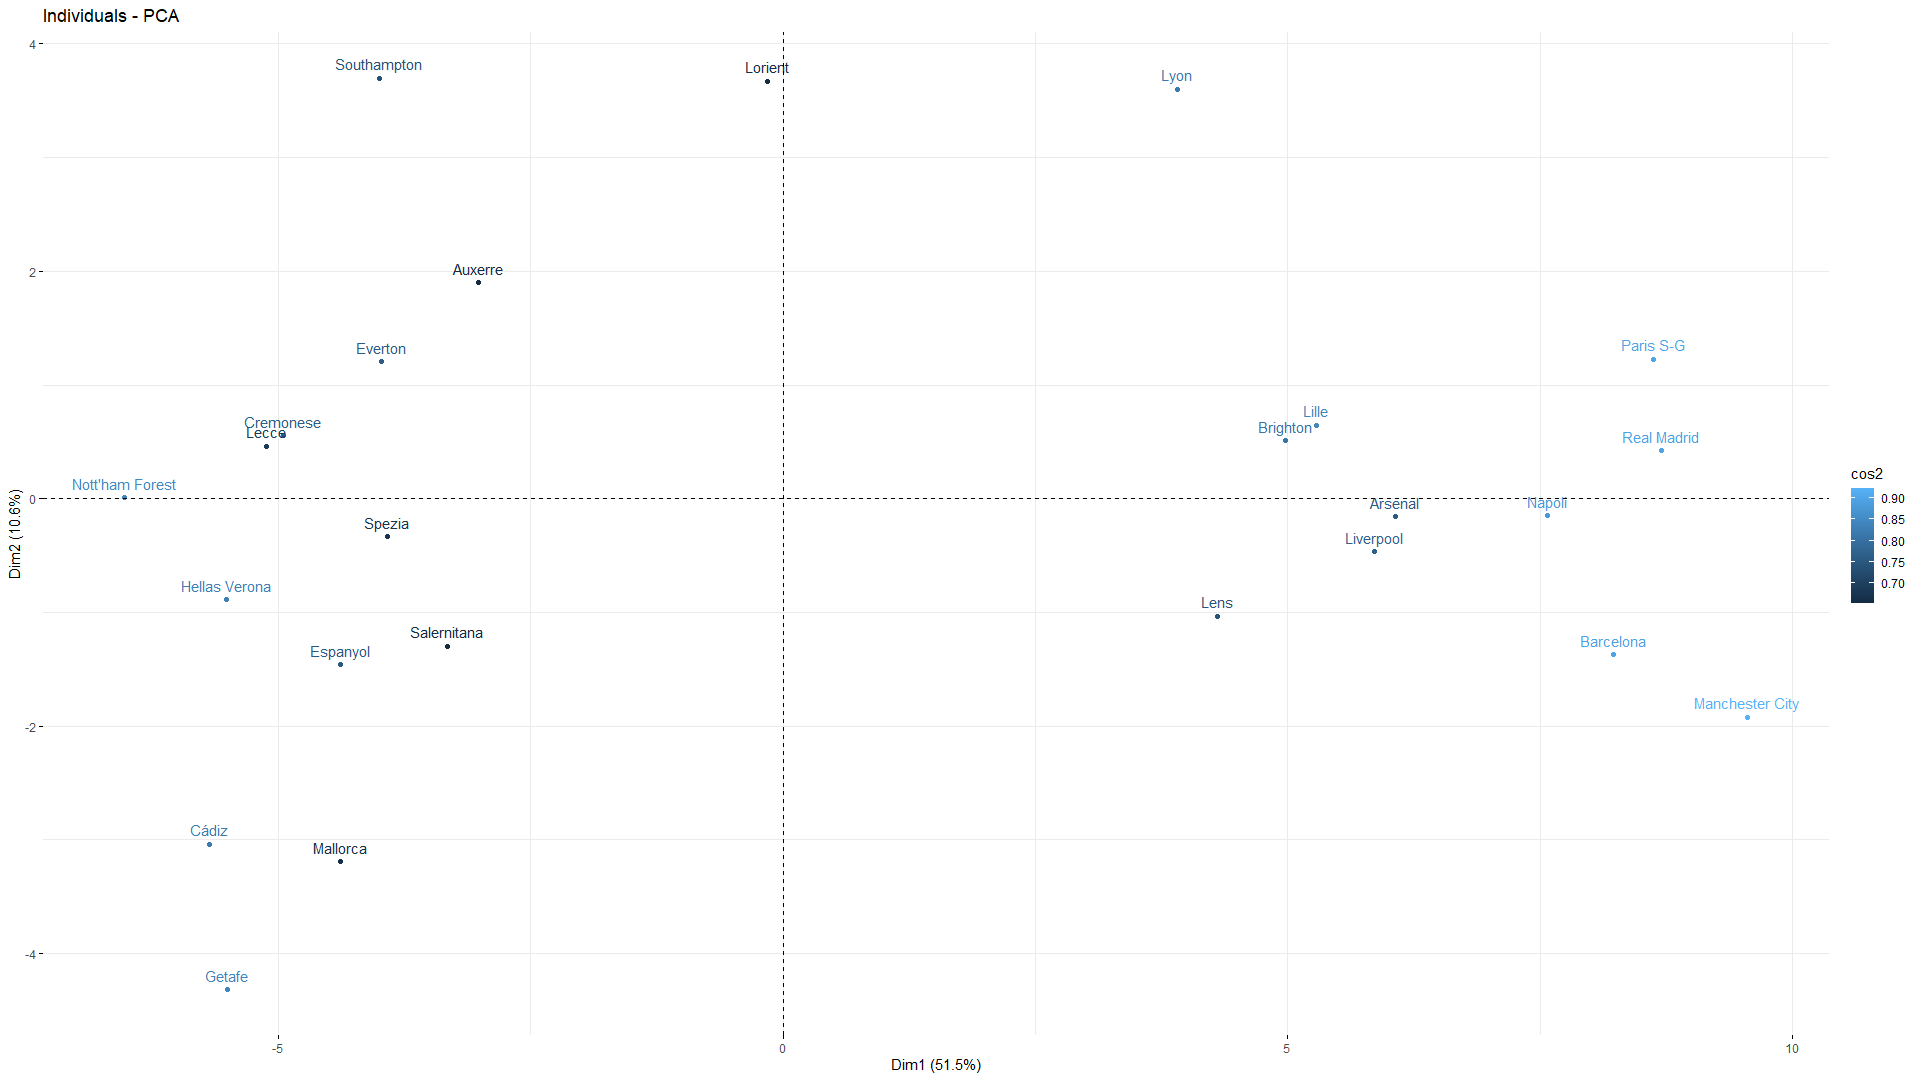 Individuals - PCA
4
Southampton
Lorient
Lyon
2
Auxerre
Everton
Paris S-G
Lille
Cremonese
Brighton
Lecce
Real Madrid
cos2
Nott'ham Forest
0
Arsenal
Napoli
0.90
Spezia
0.85
Liverpool
0.80
Dim2 (10.6%)
0.75
Hellas Verona
0.70
Lens
Salernitana
Barcelona
Espanyol
Manchester City
-2
Cádiz
Mallorca
-4
Getafe
-5
0
5
10
Dim1 (51.5%)